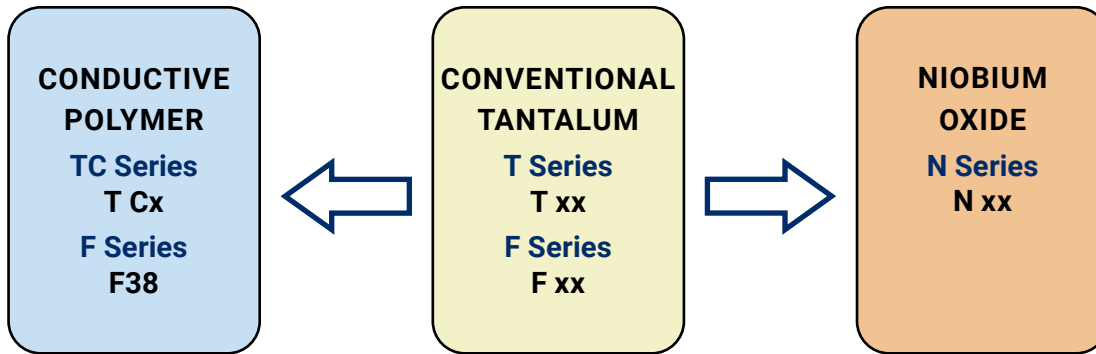 CONDUCTIVE
POLYMER
TC Series
T Cx
F Series
F38
CONVENTIONAL
TANTALUM
T Series
T xx
F Series
F xx
NIOBIUM
OXIDE
N Series
N xx